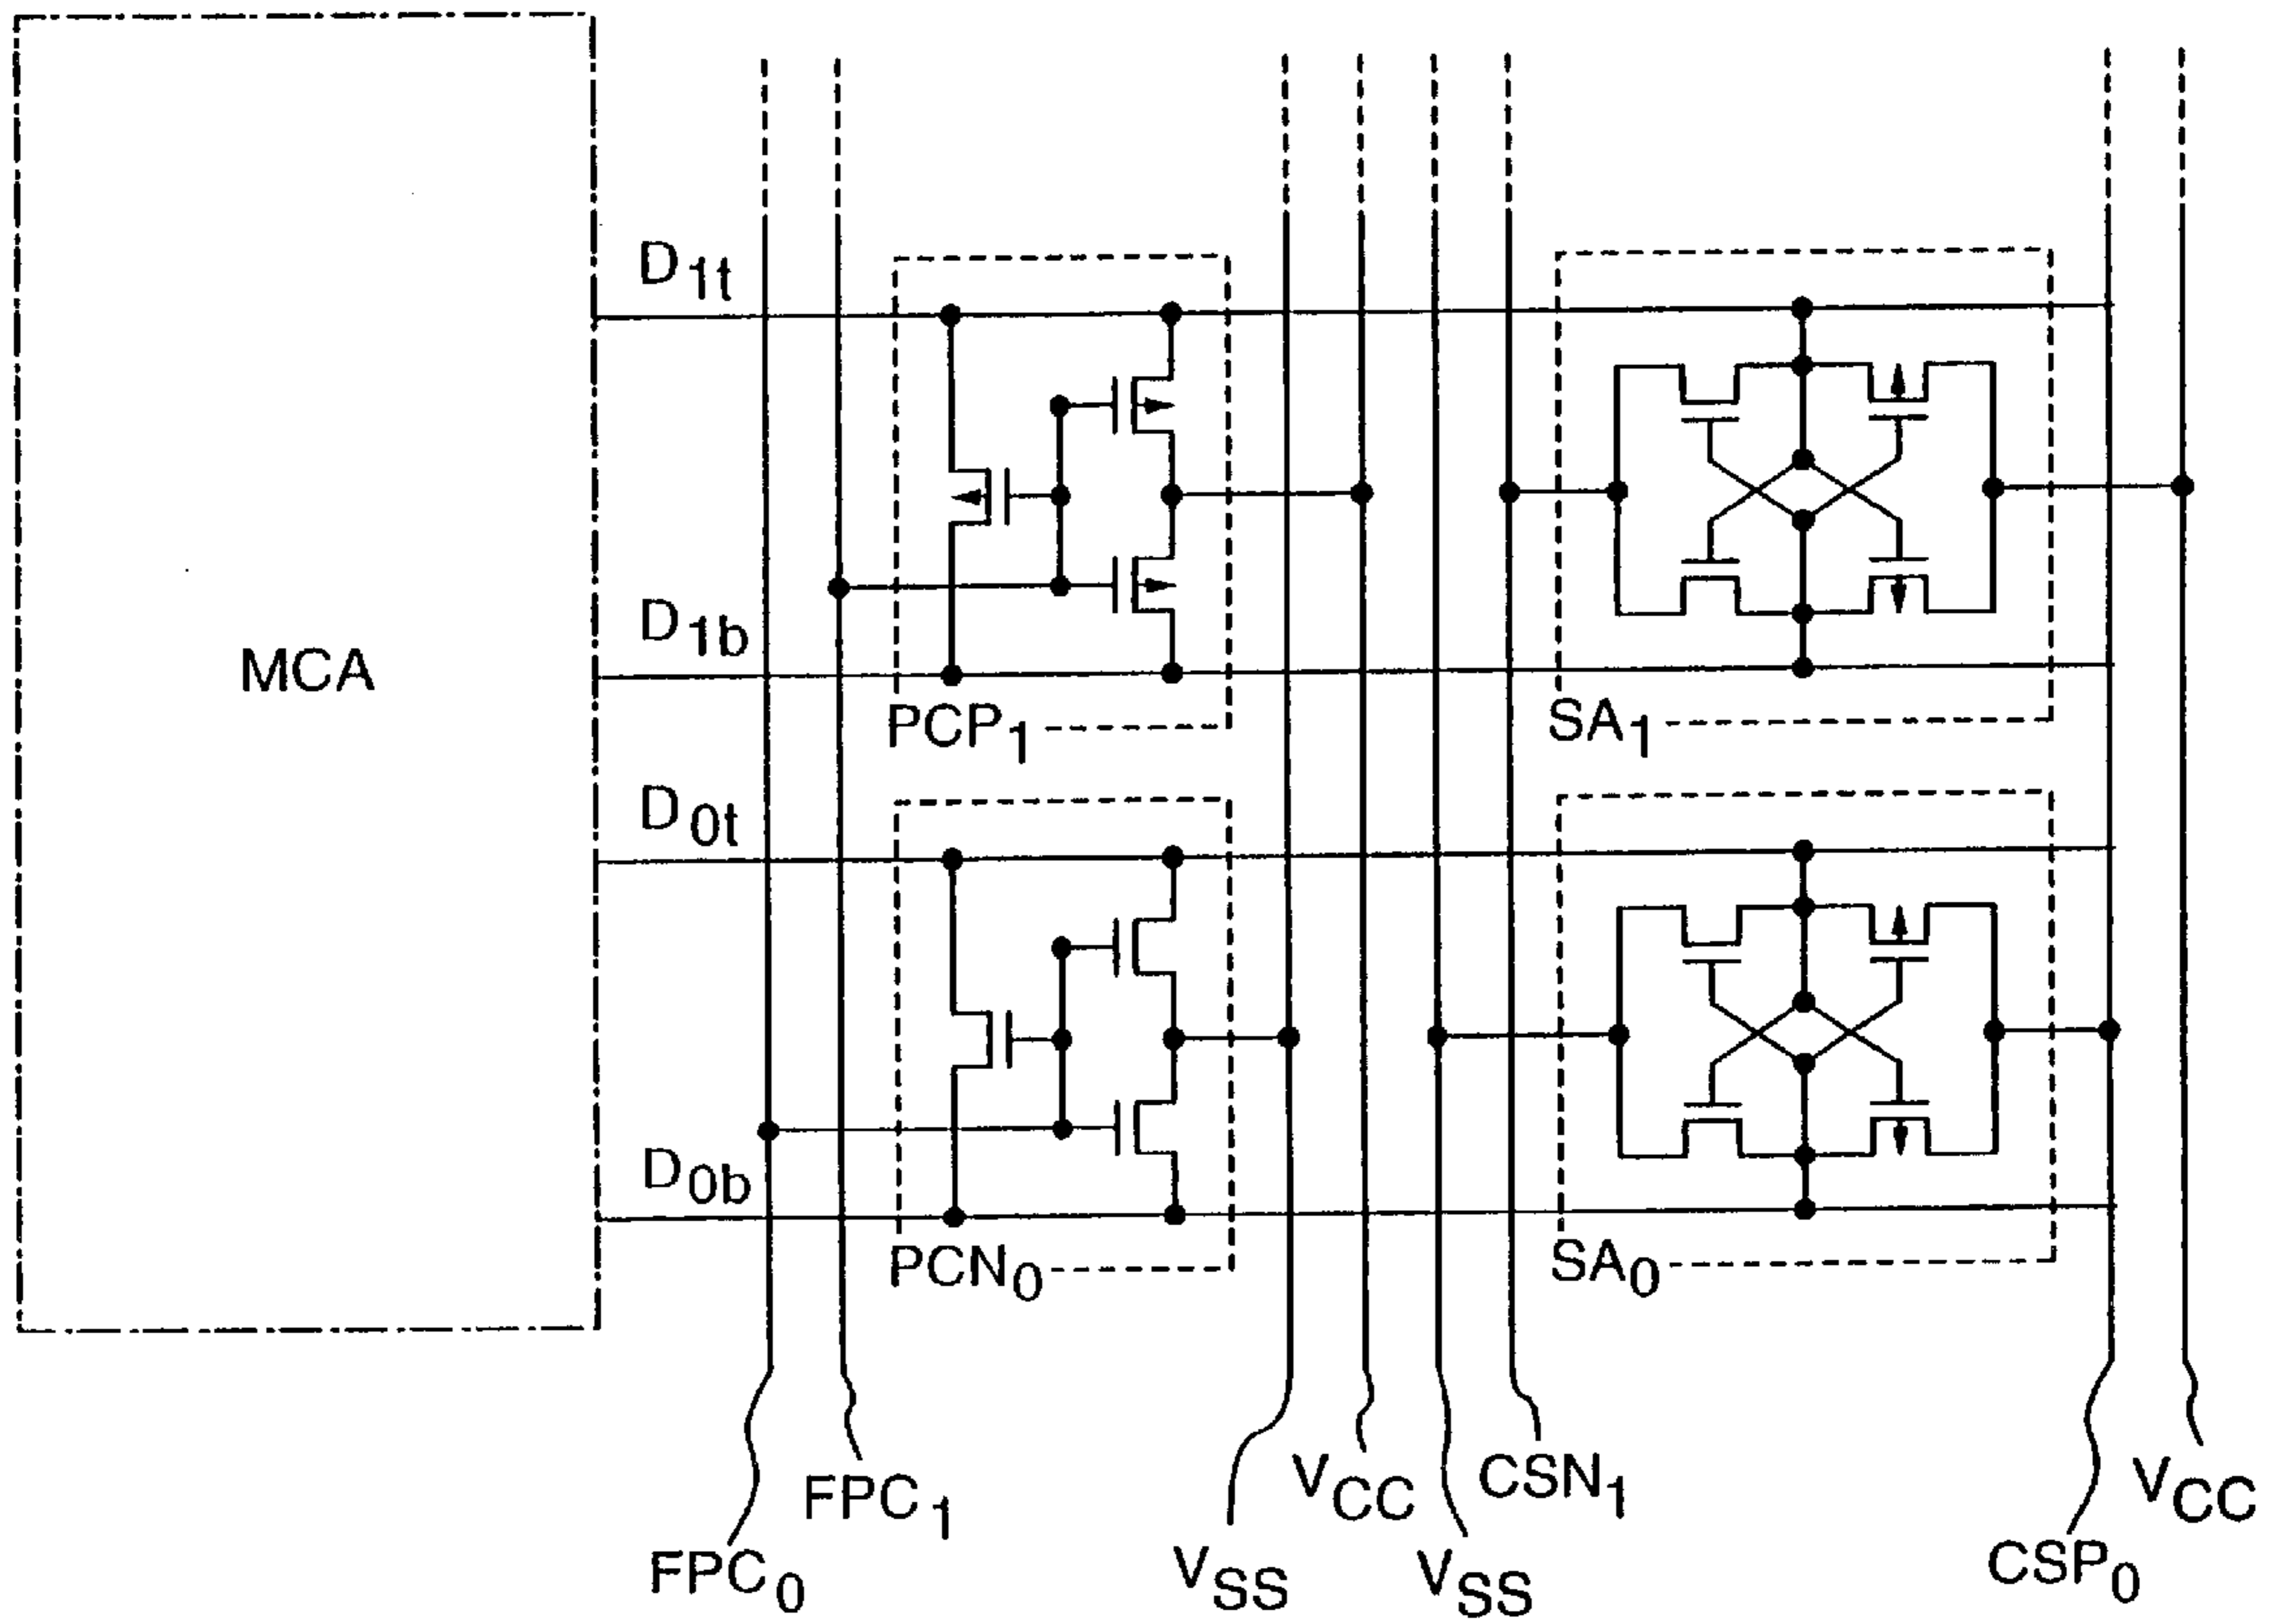 D1t
D1b
MCA
PCP1
SA1
D0t
D0b
PCN0
SA0
FPC1
VCC
CSN1
VCC
FPC0
VSS
VSS
CSP0